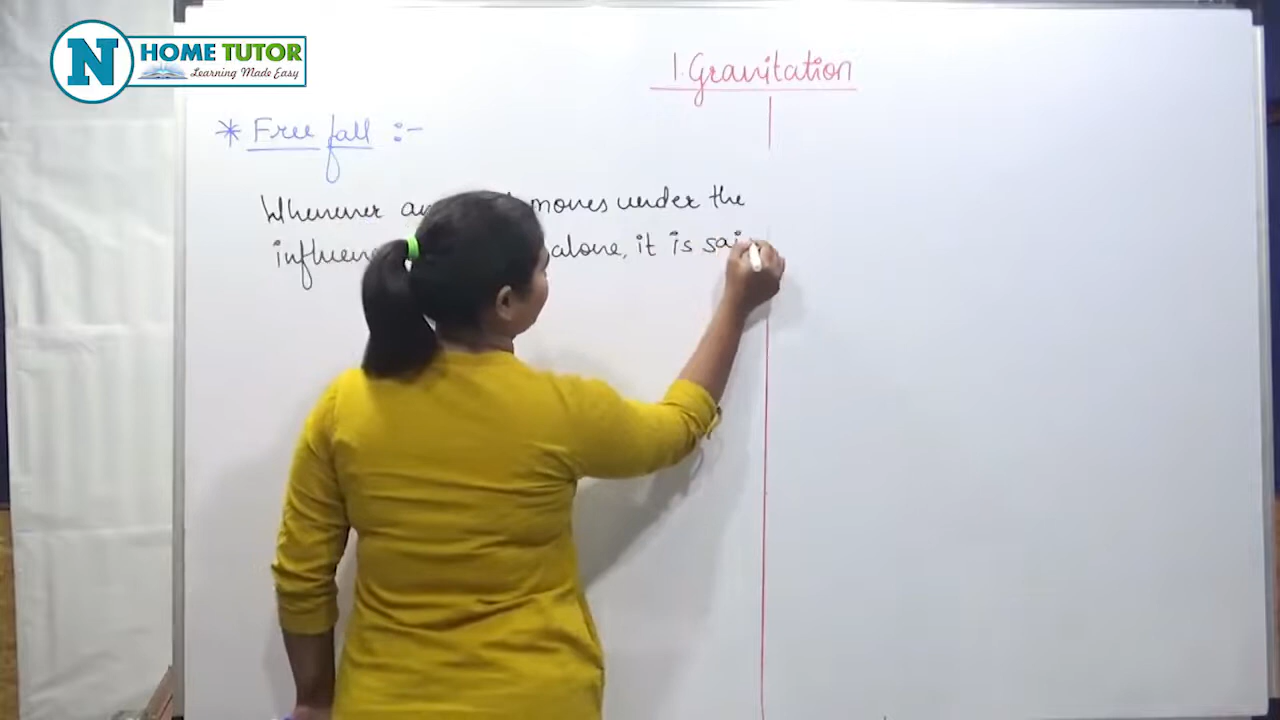 N HOME TUTOR
Learning Made Easy
1. Gravitation
* Free fall :-
Whenever an moves under the
influen alone, it is sai